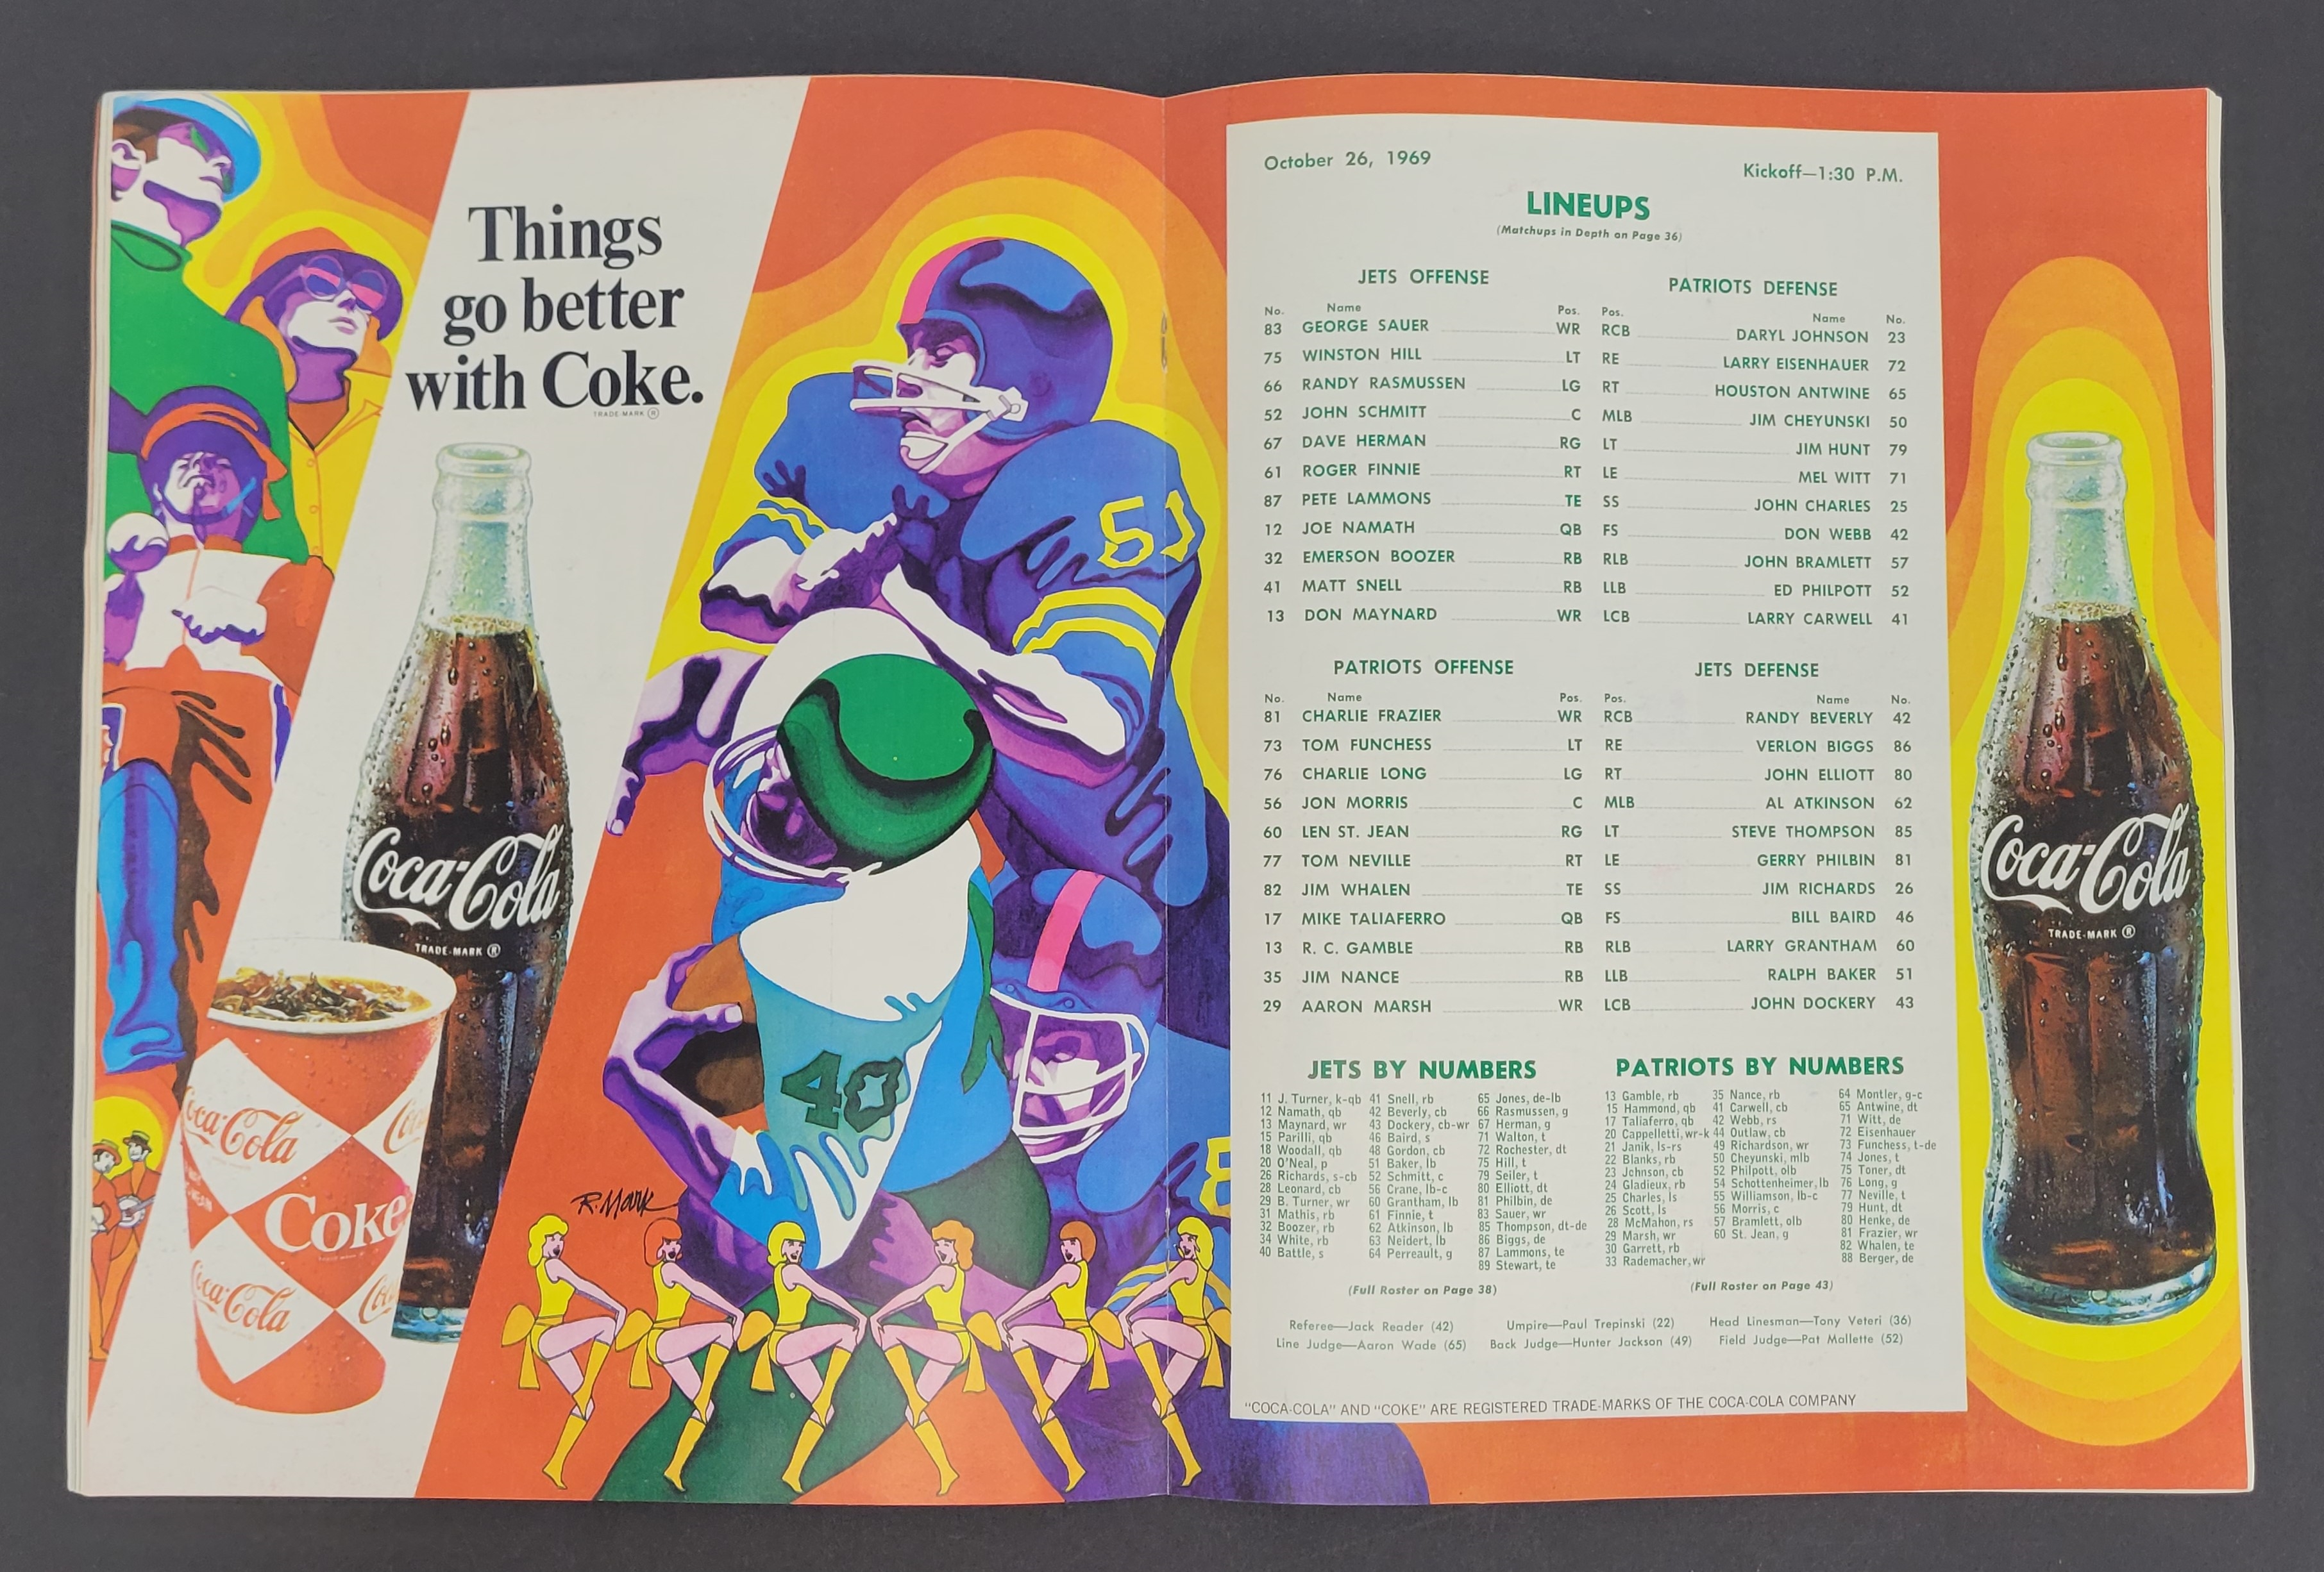 Things
go better
with Coke.
TRADE-MARK ®
51
Coca-Cola
TRADE-MARK ®
40
Coca-Cola
Coke
Coca-Cola
R. Mark
October 26, 1969 Kickoff—1:30 P.M.
LINEUPS
(Matchups in Depth on Page 36)
JETS OFFENSE PATRIOTS DEFENSE
No. Name Pos. Pos. Name No.
83 GEORGE SAUER WR RCB DARYL JOHNSON 23
75 WINSTON HILL LT RE LARRY EISENHAUER 72
66 RANDY RASMUSSEN LG RT HOUSTON ANTWINE 65
52 JOHN SCHMITT C MLB JIM CHEYUNSKI 50
67 DAVE HERMAN RG LT JIM HUNT 79
61 ROGER FINNIE RT LE MEL WITT 71
87 PETE LAMMONS TE SS JOHN CHARLES 25
12 JOE NAMATH QB FS DON WEBB 42
32 EMERSON BOOZER RB RLB JOHN BRAMLETT 57
41 MATT SNELL RB LLB ED PHILPOTT 52
13 DON MAYNARD WR LCB LARRY CARWELL 41
PATRIOTS OFFENSE JETS DEFENSE
No. Name Pos. Pos. Name No.
81 CHARLIE FRAZIER WR RCB RANDY BEVERLY 42
73 TOM FUNCHESS LT RE VERLON BIGGS 86
76 CHARLIE LONG LG RT JOHN ELLIOTT 80
56 JON MORRIS C MLB AL ATKINSON 62
60 LEN ST. JEAN RG LT STEVE THOMPSON 85
77 TOM NEVILLE RT LE GERRY PHILBIN 81
82 JIM WHALEN TE SS JIM RICHARDS 26
17 MIKE TALIAFERRO QB FS BILL BAIRD 46
13 R. C. GAMBLE RB RLB LARRY GRANTHAM 60
35 JIM NANCE RB LLB RALPH BAKER 51
29 AARON MARSH WR LCB JOHN DOCKERY 43
JETS BY NUMBERS
11 J. Turner, k-qb
12 Namath, qb
13 Maynard, wr
15 Parilli, qb
18 Woodall, qb
20 O'Neal, p
26 Richards, s-cb
28 Leonard, cb
29 B. Turner, wr
31 Mathis, rb
32 Boozer, rb
34 White, rb
40 Battle, s
41 Snell, rb
42 Beverly, cb
43 Dockery, cb-wr
46 Baird, s
48 Gordon, cb
51 Baker, lb
52 Schmitt, c
56 Crane, lb-c
60 Grantham, lb
61 Finnie, t
62 Atkinson, lb
63 Neidert, lb
64 Perreault, g
65 Jones, de-lb
66 Rasmussen, g
67 Herman, g
71 Walton, t
72 Rochester, dt
75 Hill, t
79 Seiler, t
80 Elliott, dt
81 Philbin, de
83 Sauer, wr
85 Thompson, dt-de
86 Biggs, de
87 Lammons, te
89 Stewart, te
(Full Roster on Page 38)
PATRIOTS BY NUMBERS
13 Gamble, rb
15 Hammond, qb
17 Taliaferro, qb
20 Cappelletti, wr-k
21 Janik, ls-rs
22 Blanks, rb
23 Johnson, cb
24 Gladieux, rb
25 Charles, ls
26 Scott, ls
28 McMahon, rs
29 Marsh, wr
30 Garrett, rb
33 Rademacher, wr
35 Nance, rb
41 Carwell, cb
42 Webb, rs
44 Outlaw, cb
49 Richardson, wr
50 Cheyunski, mlb
52 Philpott, olb
54 Schottenheimer, lb
55 Williamson, lb-c
56 Morris, c
57 Bramlett, olb
60 St. Jean, g
64 Montler, g-c
65 Antwine, dt
71 Witt, de
72 Eisenhauer
73 Funchess, t-de
74 Jones, t
75 Toner, dt
76 Long, g
77 Neville, t
79 Hunt, dt
80 Henke, de
81 Frazier, wr
82 Whalen, te
88 Berger, de
(Full Roster on Page 43)
Referee—Jack Reader (42) Umpire—Paul Trepinski (22) Head Linesman—Tony Veteri (36)
Line Judge—Aaron Wade (65) Back Judge—Hunter Jackson (49) Field Judge—Pat Mallette (52)
"COCA-COLA" AND "COKE" ARE REGISTERED TRADE-MARKS OF THE COCA-COLA COMPANY
Coca-Cola
TRADE-MARK ®